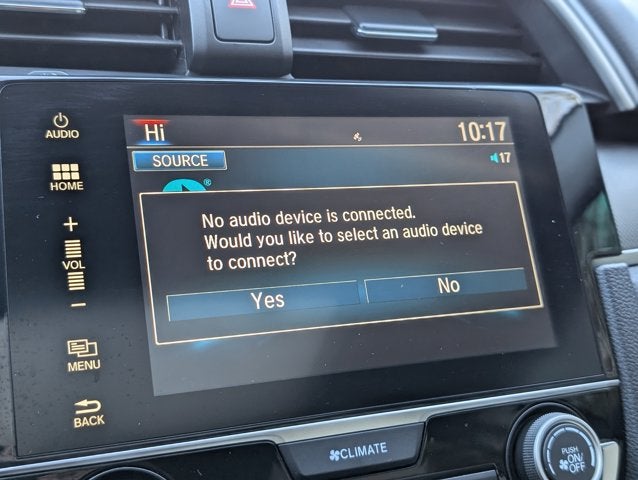 AUDIO
HOME
+
VOL
−
MENU
BACK
Hi
10:17
SOURCE
17
®
No audio device is connected.
Would you like to select an audio device
to connect?
Yes
No
CLIMATE
PUSH
ON/
OFF